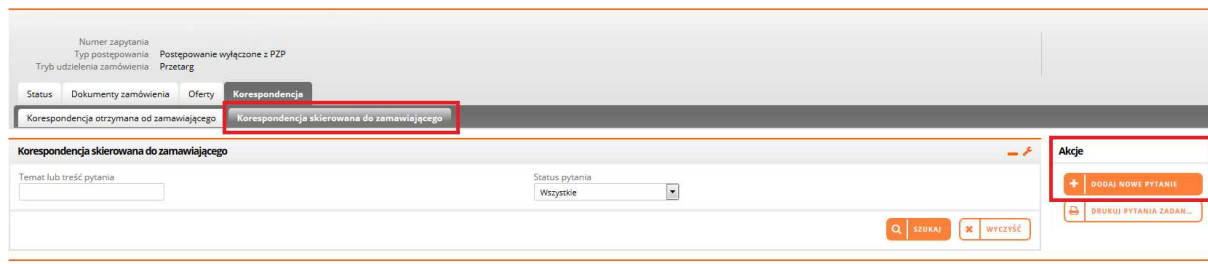 Numer zapytania
Typ postępowania Postępowanie wyłączone z PZP
Tryb udzielenia zamówienia Przetarg
Status Dokumenty zamówienia Oferty Korespondencja
Korespondencja otrzymana od zamawiającego Korespondencja skierowana do zamawiającego
Korespondencja skierowana do zamawiającego
Temat lub treść pytania Status pytania
Wszystkie
SZUKAJ WYCZYŚĆ
Akcje
DODAJ NOWE PYTANIE
DRUKUJ PYTANIA ZADAN...